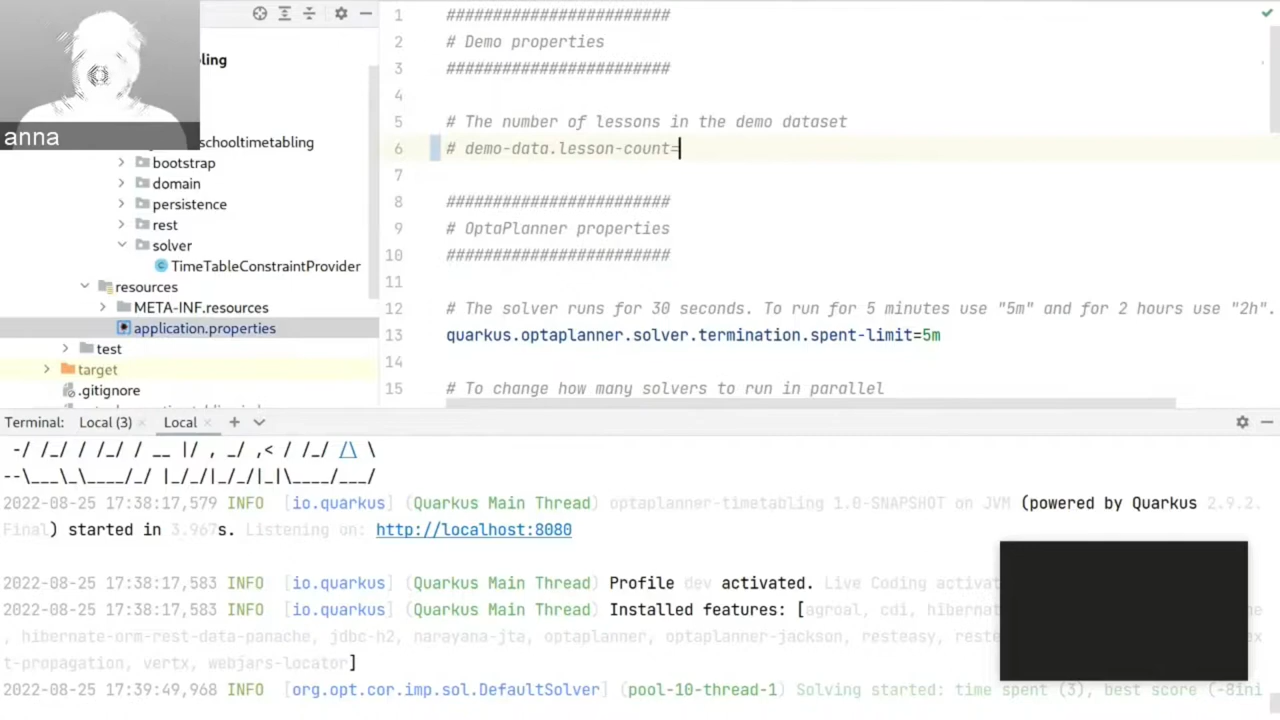 anna
ling
schooltimetabling
bootstrap
domain
persistence
rest
solver
TimeTableConstraintProvider
resources
META-INF.resources
application.properties
test
target
.gitignore
1 ########################
2 # Demo properties
3 ########################
4
5 # The number of lessons in the demo dataset
6 # demo-data.lesson-count=
7
8 ########################
9 # OptaPlanner properties
10 ########################
11
12 # The solver runs for 30 seconds. To run for 5 minutes use "5m" and for 2 hours use "2h".
13 quarkus.optaplanner.solver.termination.spent-limit=5m
14
15 # To change how many solvers to run in parallel
Terminal: Local (3) Local
-/ /_/ / /_/ / __ |/ , _/ ,< / /_/ /\ \
--\___\_\____/_/ |_/_/|_/_/|_|\____/___/
2022-08-25 17:38:17,579 INFO [io.quarkus] (Quarkus Main Thread) optaplanner-timetabling 1.0-SNAPSHOT on JVM (powered by Quarkus 2.9.2.
Final) started in 3.967s. Listening on: http://localhost:8080
2022-08-25 17:38:17,583 INFO [io.quarkus] (Quarkus Main Thread) Profile dev activated. Live Coding activat
2022-08-25 17:38:17,583 INFO [io.quarkus] (Quarkus Main Thread) Installed features: [agroal, cdi, hibernat
, hibernate-orm-rest-data-panache, jdbc-h2, narayana-jta, optaplanner, optaplanner-jackson, resteasy, reste
t-propagation, vertx, webjars-locator]
2022-08-25 17:39:49,968 INFO [org.opt.cor.imp.sol.DefaultSolver] (pool-10-thread-1) Solving started: time spent (3), best score (-8ini